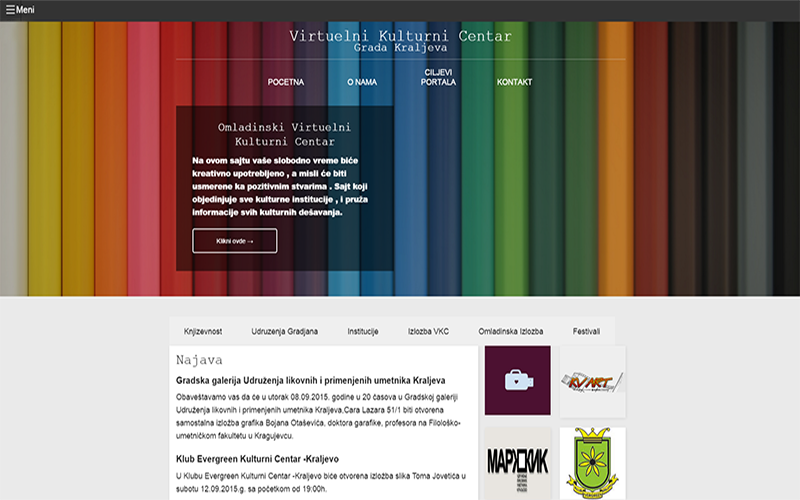 Meni
Virtuelni Kulturni Centar
Grada Kraljeva
POCETNA
O NAMA
CILJEVI
PORTALA
KONTAKT
Omladinski Virtuelni
Kulturni Centar
Na ovom sajtu vaše slobodno vreme biće
kreativno upotrebljeno , a misli će biti
usmerene ka pozitivnim stvarima . Sajt koji
objedinjuje sve kulturne institucije , i pruža
informacije svih kulturnih dešavanja.
Klikni ovde →
Knjizevnost
Udruzenja Gradjana
Institucije
Izlozba VKC
Omladinska Izlozba
Festivali
Najava
Gradska galerija Udruženja likovnih i primenjenih umetnika Kraljeva
Obaveštavamo vas da će u utorak 08.09.2015. godine u 20 časova u Gradskoj galeriji
Udruženja likovnih i primenjenih umetnika Kraljeva,Cara Lazara 51/1 biti otvorena
samostalna izložba grafika Bojana Otaševića, doktora garafike, profesora na Filološko-
umetničkom fakultetu u Kragujevcu.
Klub Evergreen Kulturni Centar -Kraljevo
U Klubu Evergreen Kulturni Centar -Kraljevo biće otvorena izložba slika Toma Jovetića u
subotu 12.09.2015.g. sa početkom od 19:00h.
KVART